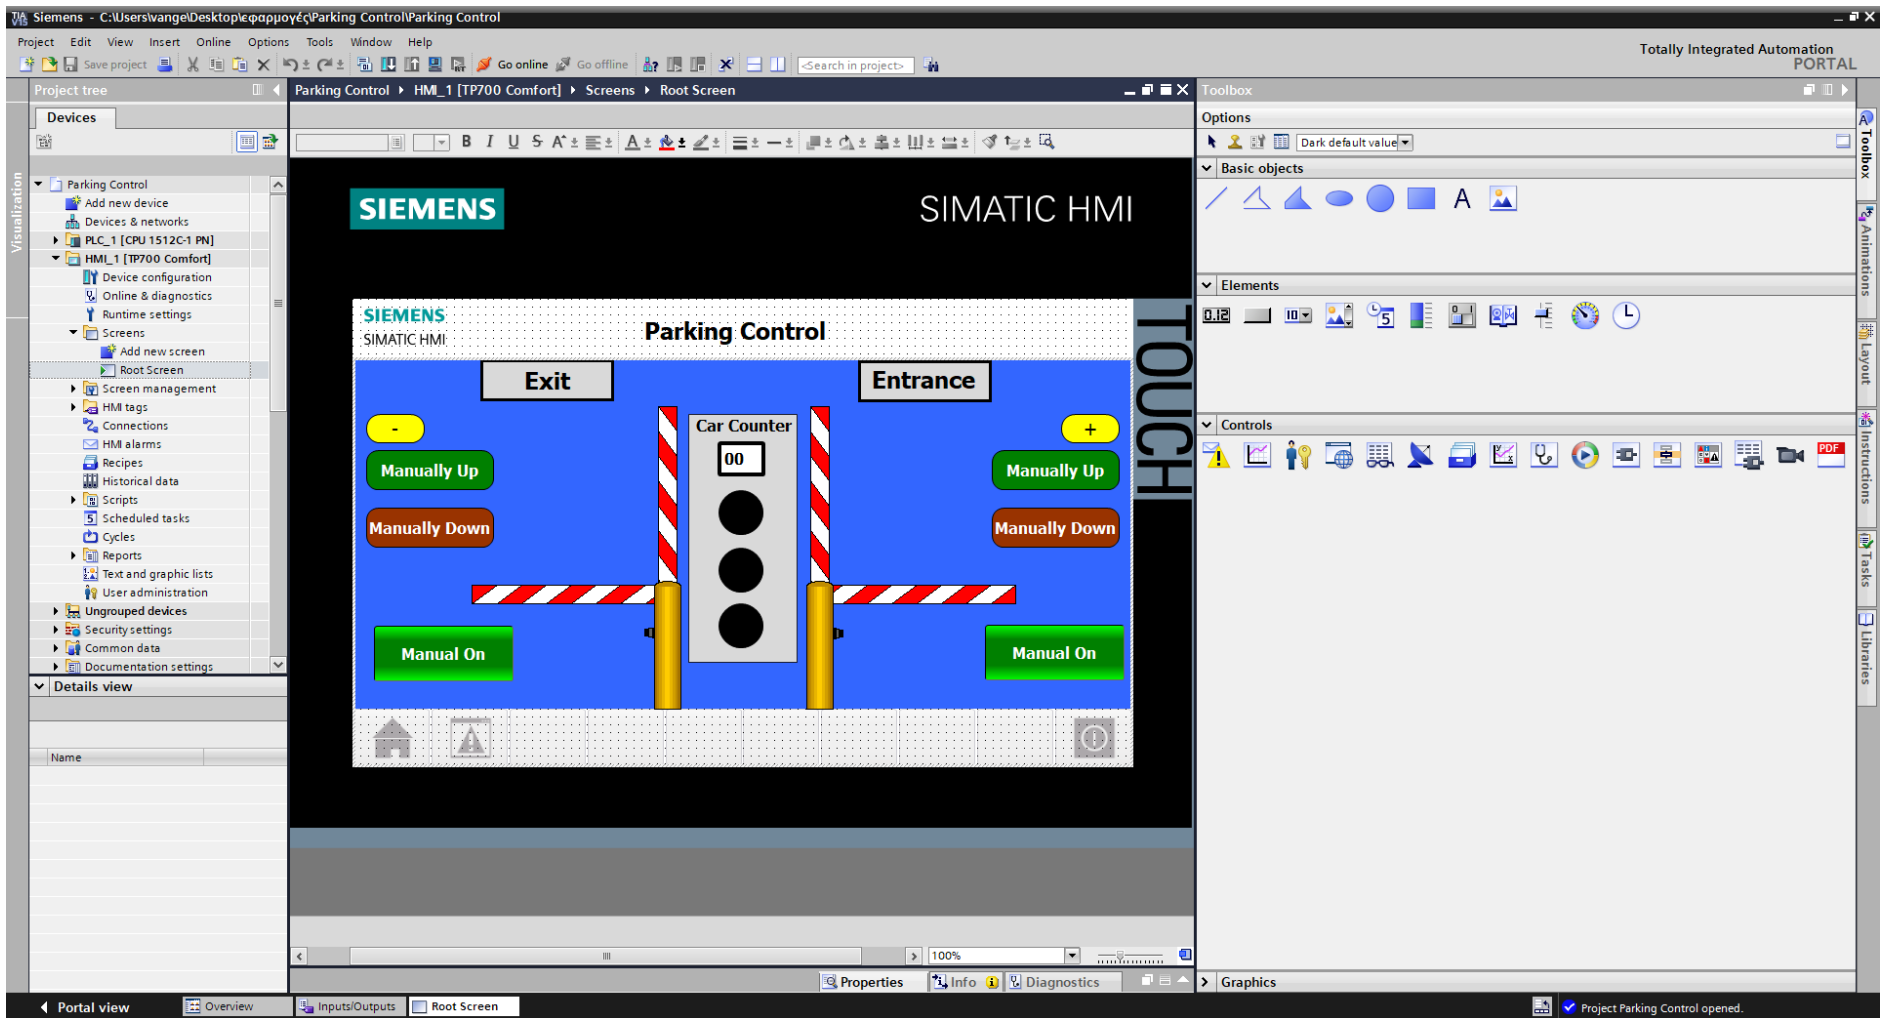 Siemens - C:\Users\vange\Desktop\εφαρμογές\Parking Control\Parking Control
Project Edit View Insert Online Options Tools Window Help
Totally Integrated Automation
PORTAL
Save project
Go online
Go offline
<Search in project>
Project tree
Parking Control
HMI_1 [TP700 Comfort]
Screens
Root Screen
Toolbox
Devices
Options
Dark default value
Basic objects
Elements
Controls
Graphics
Visualization
Parking Control
Add new device
Devices & networks
PLC_1 [CPU 1512C-1 PN]
HMI_1 [TP700 Comfort]
Device configuration
Online & diagnostics
Runtime settings
Screens
Add new screen
Root Screen
Screen management
HMI tags
Connections
HMI alarms
Recipes
Historical data
Scripts
Scheduled tasks
Cycles
Reports
Text and graphic lists
User administration
Ungrouped devices
Security settings
Common data
Documentation settings
Details view
Name
SIEMENS
SIMATIC HMI
TOUCH
SIEMENS
SIMATIC HMI
Parking Control
Exit
Entrance
-
Car Counter
00
+
Manually Up
Manually Up
Manually Down
Manually Down
Manual On
Manual On
100%
Properties
Info
Diagnostics
Toolbox
Animations
Layout
Instructions
Tasks
Libraries
Portal view
Overview
Inputs/Outputs
Root Screen
Project Parking Control opened.